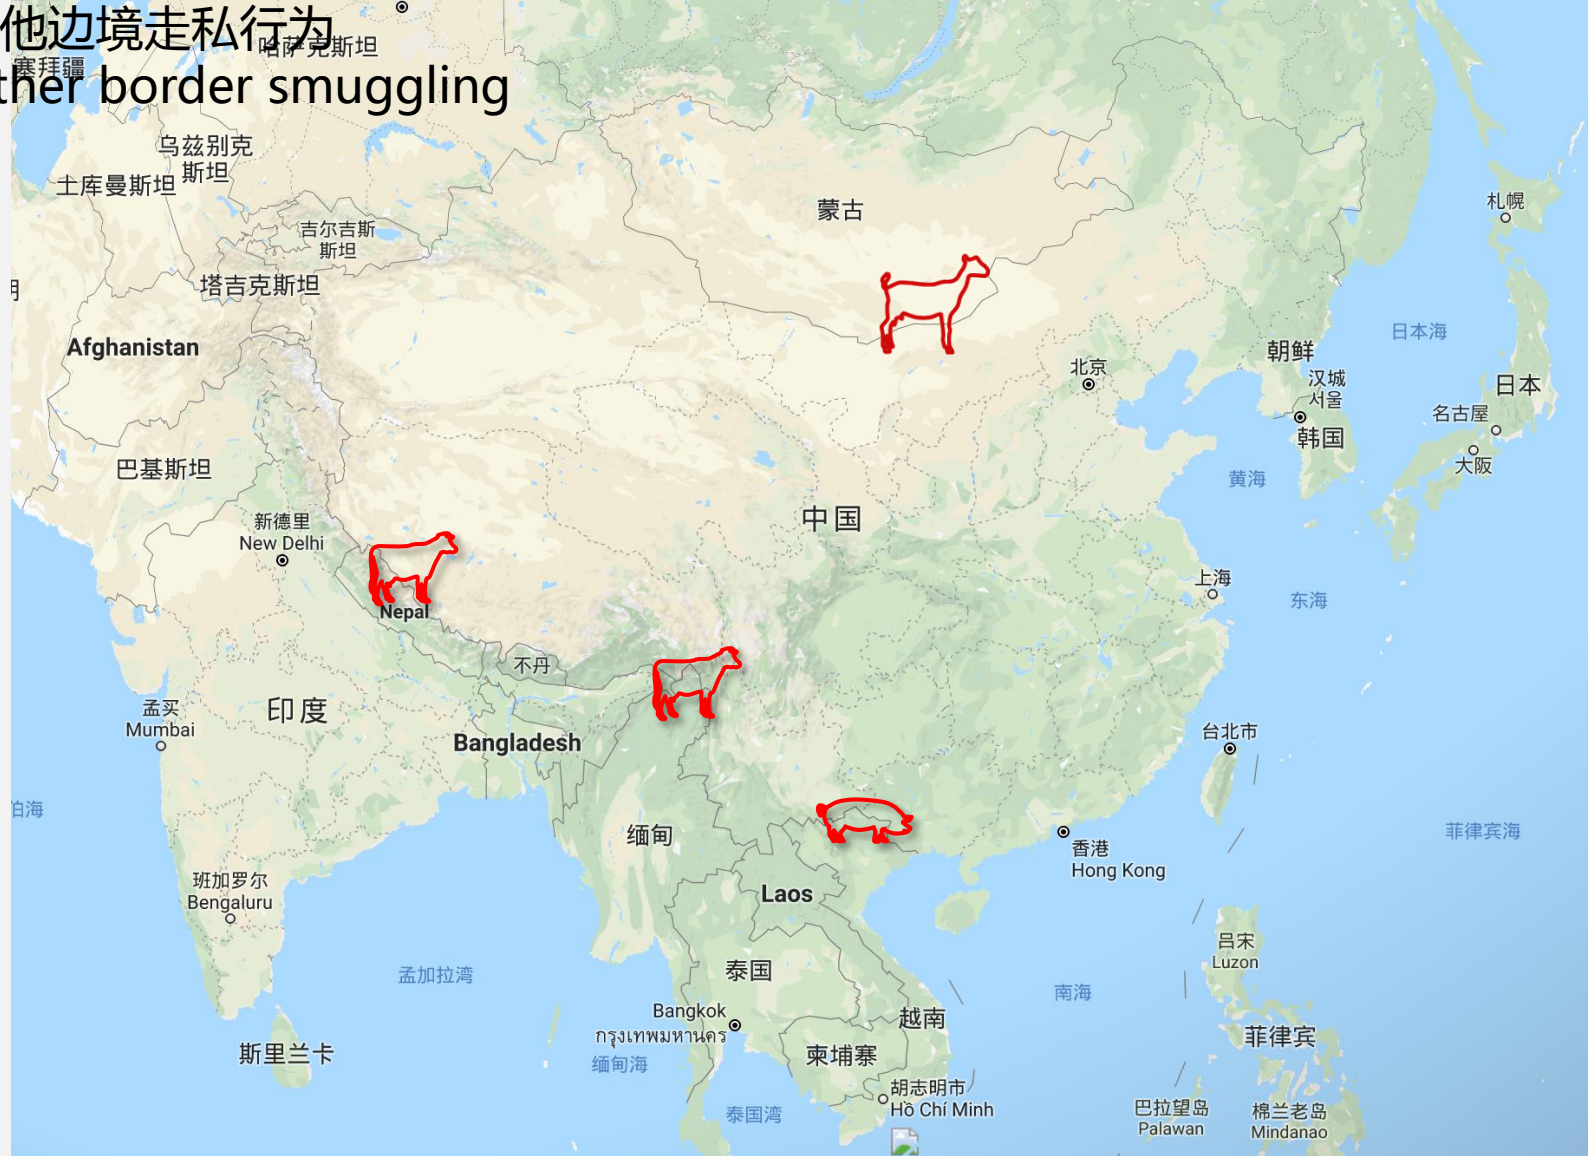 他边境走私行为
哈萨克斯坦
塞拜疆
ther border smuggling
乌兹别克
斯坦
土库曼斯坦
蒙古
札幌
吉尔吉斯
斯坦
塔吉克斯坦
Afghanistan
日本海
朝鲜
北京
汉城
서울
日本
名古屋
韩国
大阪
巴基斯坦
黄海
中国
新德里
New Delhi
上海
东海
Nepal
不丹
孟买
Mumbai
印度
Bangladesh
台北市
伯海
缅甸
菲律宾海
香港
Hong Kong
班加罗尔
Bengaluru
Laos
吕宋
Luzon
孟加拉湾
泰国
南海
Bangkok
กรุงเทพมหานคร
越南
菲律宾
斯里兰卡
柬埔寨
缅甸海
胡志明市
Hồ Chí Minh
泰国湾
巴拉望岛
Palawan
棉兰老岛
Mindanao